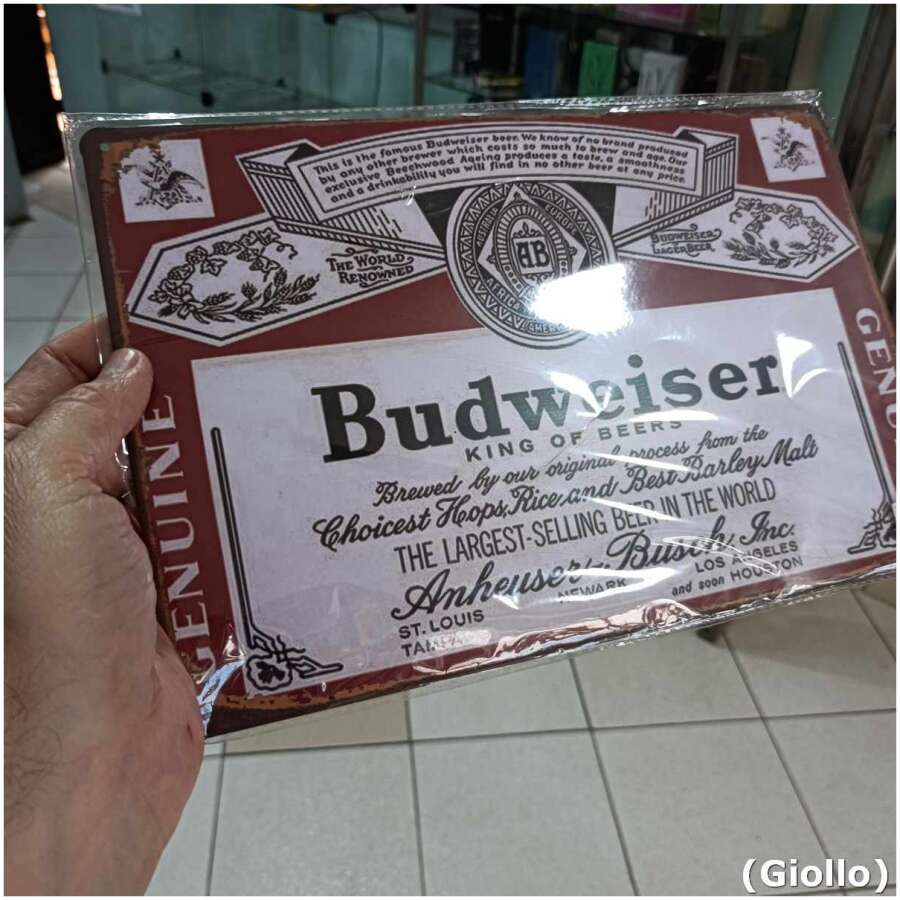 This is the famous Budweiser beer. We know of no brand produced
by any other brewer which costs so much to brew and age. Our
exclusive Beechwood Ageing produces a taste, a smoothness
and a drinkability you will find in no other beer at any price.
THE WORLD
RENOWNED
BUDWEISER
LAGER BEER
AB
AFRICA
AMERI
GENUINE
Budweiser
KING OF BEERS
Brewed by our original process from the
Choicest Hops, Rice and Best Barley Malt
THE LARGEST-SELLING BEER IN THE WORLD
Anheuser-Busch, Inc.
ST. LOUIS NEWARK LOS ANGELES
TAMPA and soon HOUSTON
GENU
(Giollo)